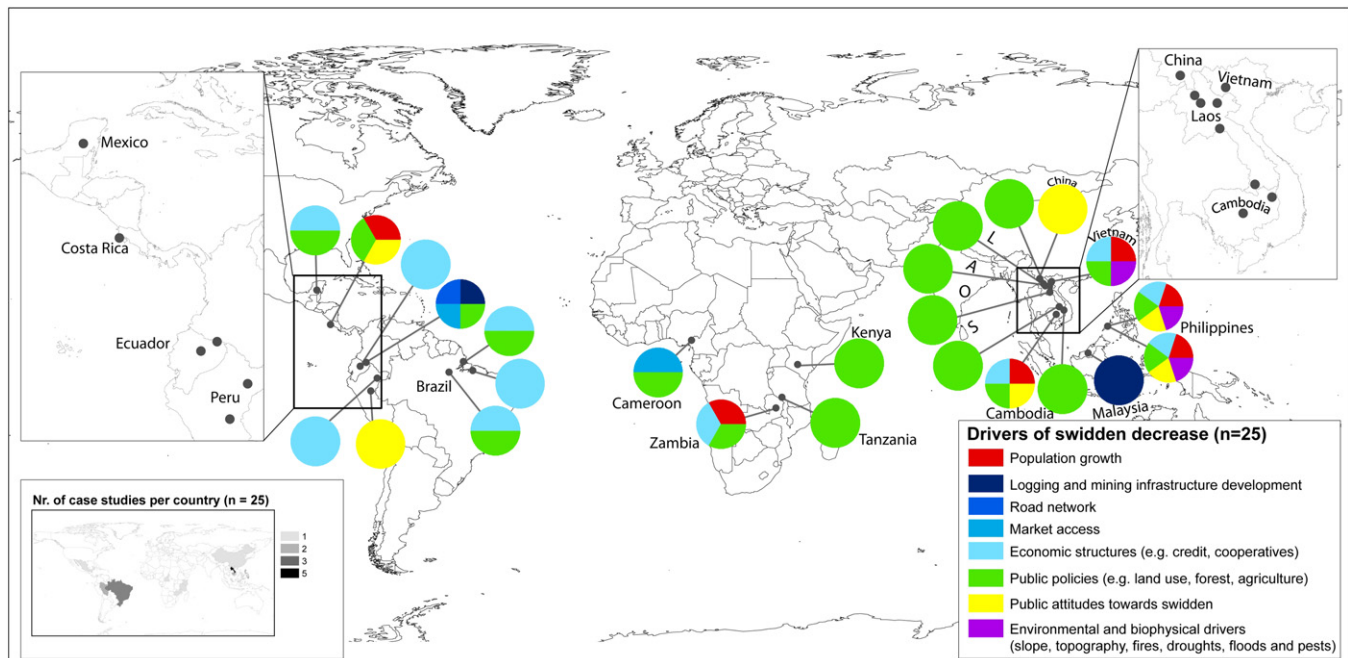 China
Vietnam
Laos
Cambodia
Mexico
Costa Rica
Ecuador
Peru
Brazil
Cameroon
Zambia
Kenya
Tanzania
L
A
O
S
China
Vietnam
Cambodia
Malaysia
Philippines
Nr. of case studies per country (n = 25)
1
2
3
5
Drivers of swidden decrease (n=25)
Population growth
Logging and mining infrastructure development
Road network
Market access
Economic structures (e.g. credit, cooperatives)
Public policies (e.g. land use, forest, agriculture)
Public attitudes towards swidden
Environmental and biophysical drivers
(slope, topography, fires, droughts, floods and pests)